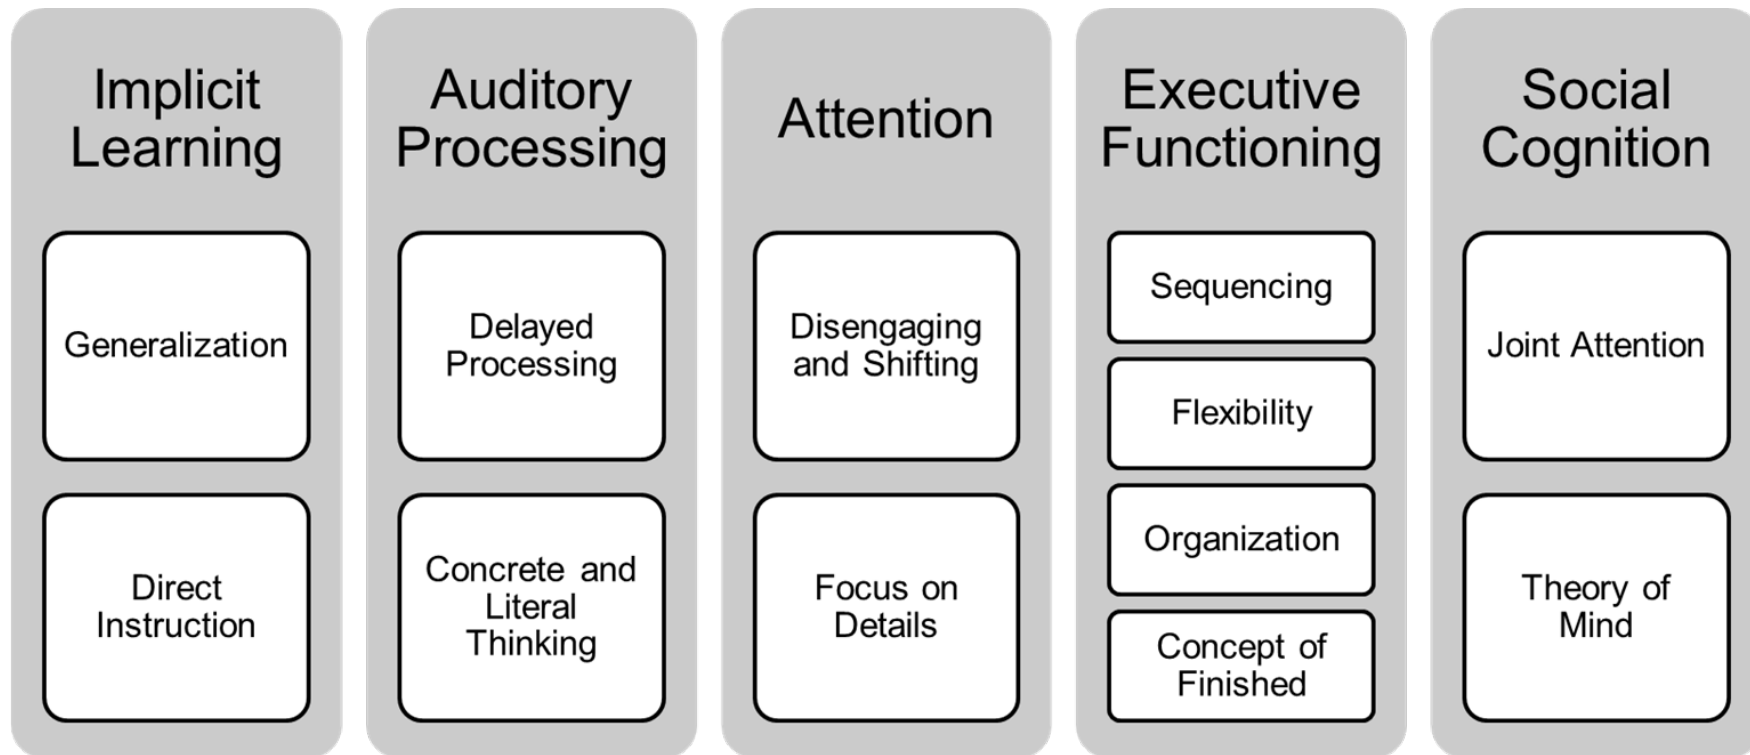 Implicit
Learning
Generalization
Direct
Instruction
Auditory
Processing
Delayed
Processing
Concrete and
Literal
Thinking
Attention
Disengaging
and Shifting
Focus on
Details
Executive
Functioning
Sequencing
Flexibility
Organization
Concept of
Finished
Social
Cognition
Joint Attention
Theory of
Mind